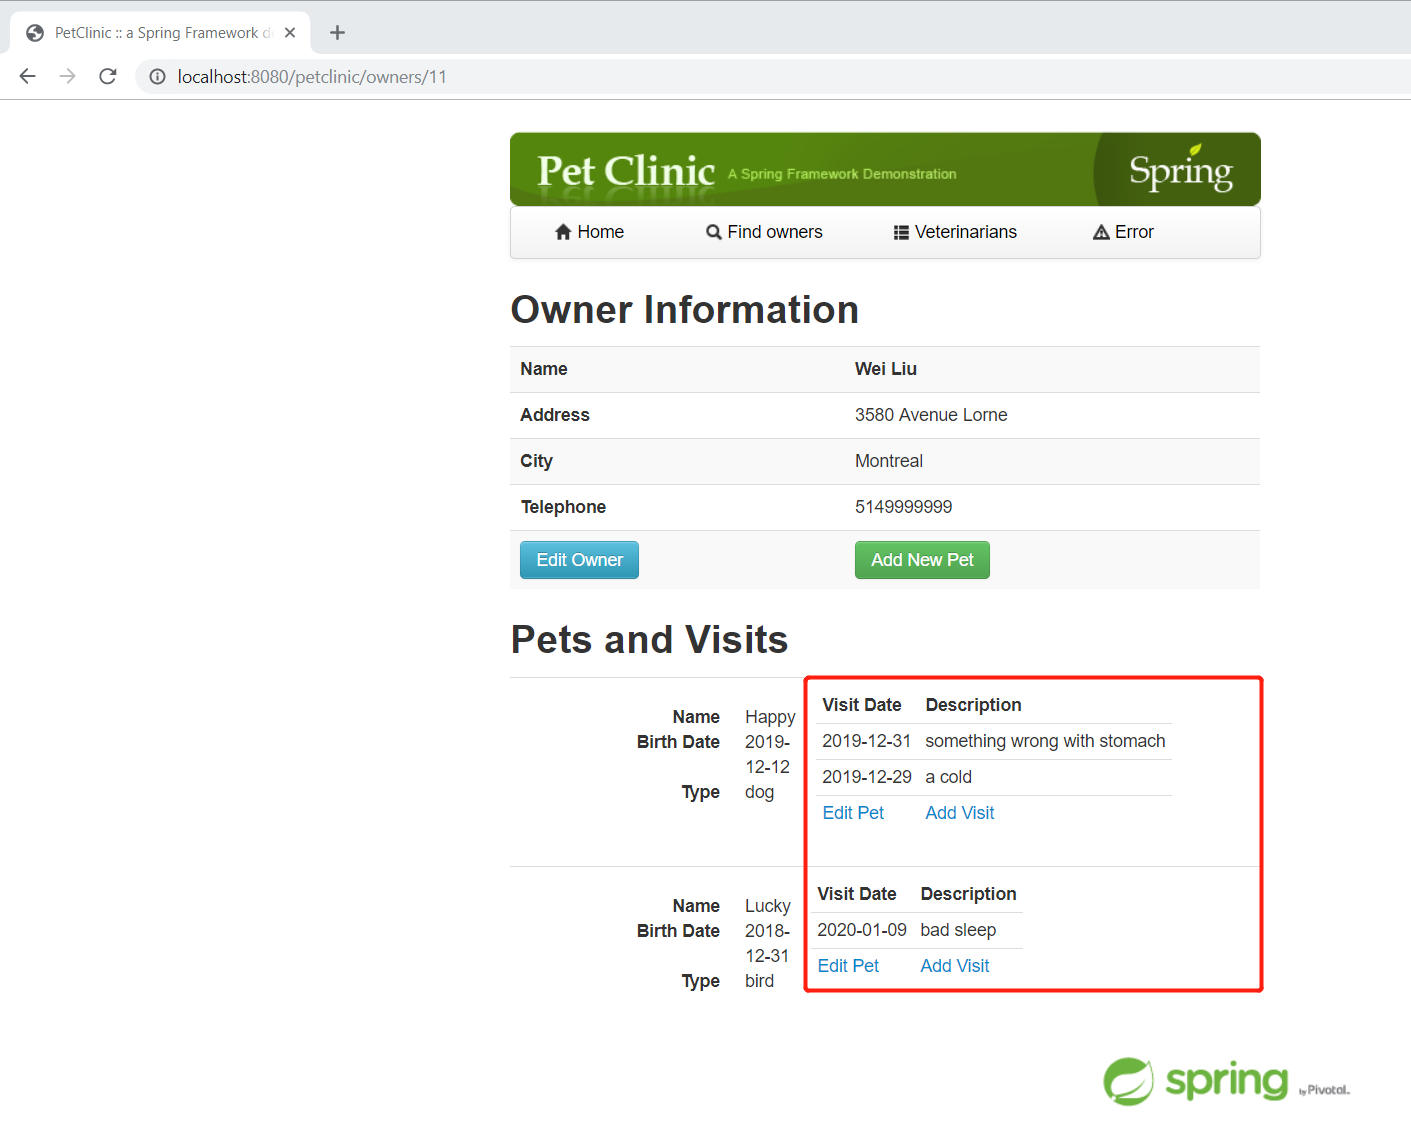 PetClinic :: a Spring Framework d
localhost:8080/petclinic/owners/11
Pet Clinic A Spring Framework Demonstration Spring
Home Find owners Veterinarians Error
Owner Information
Name Wei Liu
Address 3580 Avenue Lorne
City Montreal
Telephone 5149999999
Edit Owner Add New Pet
Pets and Visits
Visit Date Description
Name Happy
2019-12-31 something wrong with stomach
Birth Date 2019-
12-12
2019-12-29 a cold
Type dog
Edit Pet Add Visit
Visit Date Description
Name Lucky
2020-01-09 bad sleep
Birth Date 2018-
12-31
Edit Pet Add Visit
Type bird
spring by Pivotal.